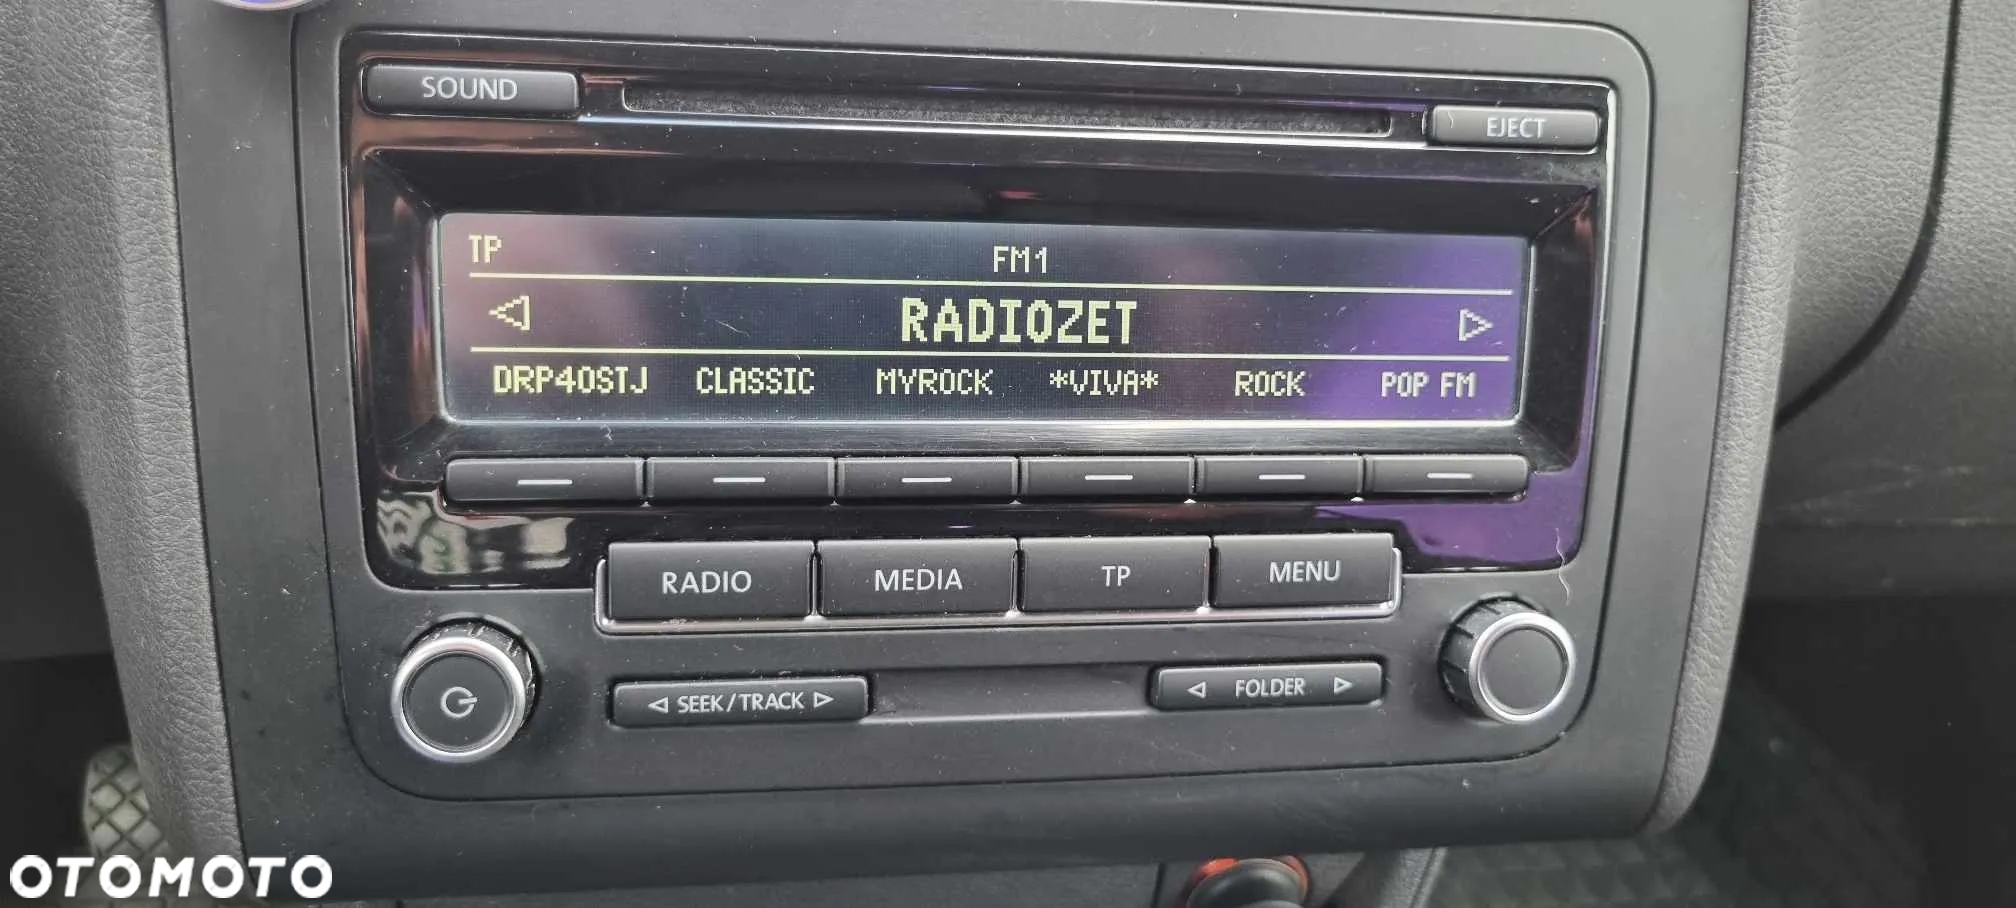 SOUND
EJECT
TP
FM1
RADIOZET
DRP40STJ CLASSIC MYROCK *VIVA* ROCK POP FM
RADIO MEDIA TP MENU
SEEK/TRACK
FOLDER
OTOMOTO